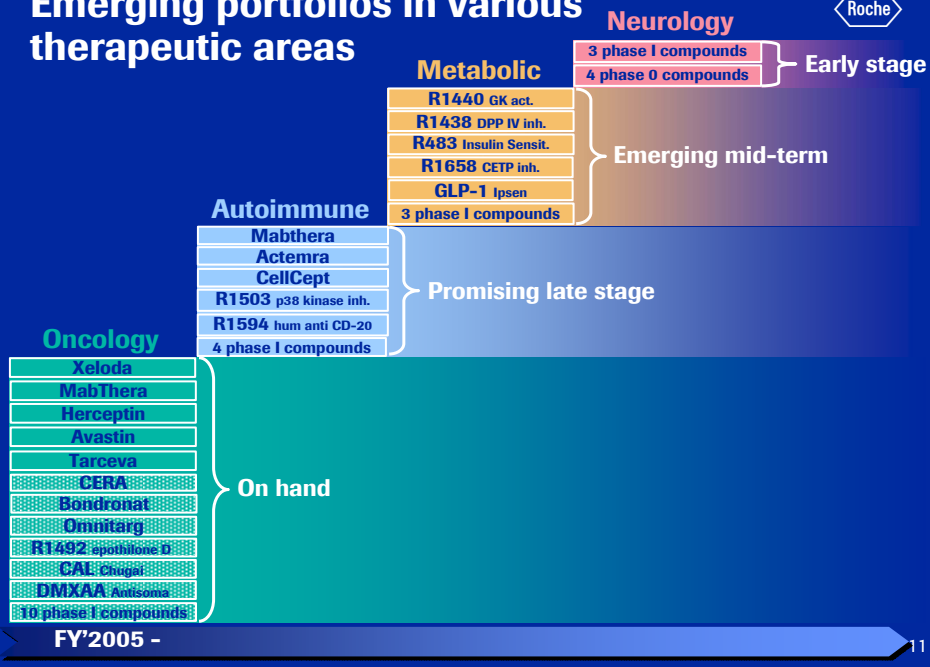 Emerging portfolios in various
therapeutic areas
Roche
Neurology
3 phase I compounds
4 phase 0 compounds
Early stage
Metabolic
R1440 GK act.
R1438 DPP IV inh.
R483 Insulin Sensit.
R1658 CETP inh.
GLP-1 Ipsen
3 phase I compounds
Emerging mid-term
Autoimmune
Mabthera
Actemra
CellCept
R1503 p38 kinase inh.
R1594 hum anti CD-20
4 phase I compounds
Promising late stage
Oncology
Xeloda
MabThera
Herceptin
Avastin
Tarceva
CERA
Bondronat
Omnitarg
R1492 epothilone D
CAL Chugai
DMXAA Antisoma
10 phase I compounds
On hand
FY'2005 -
11